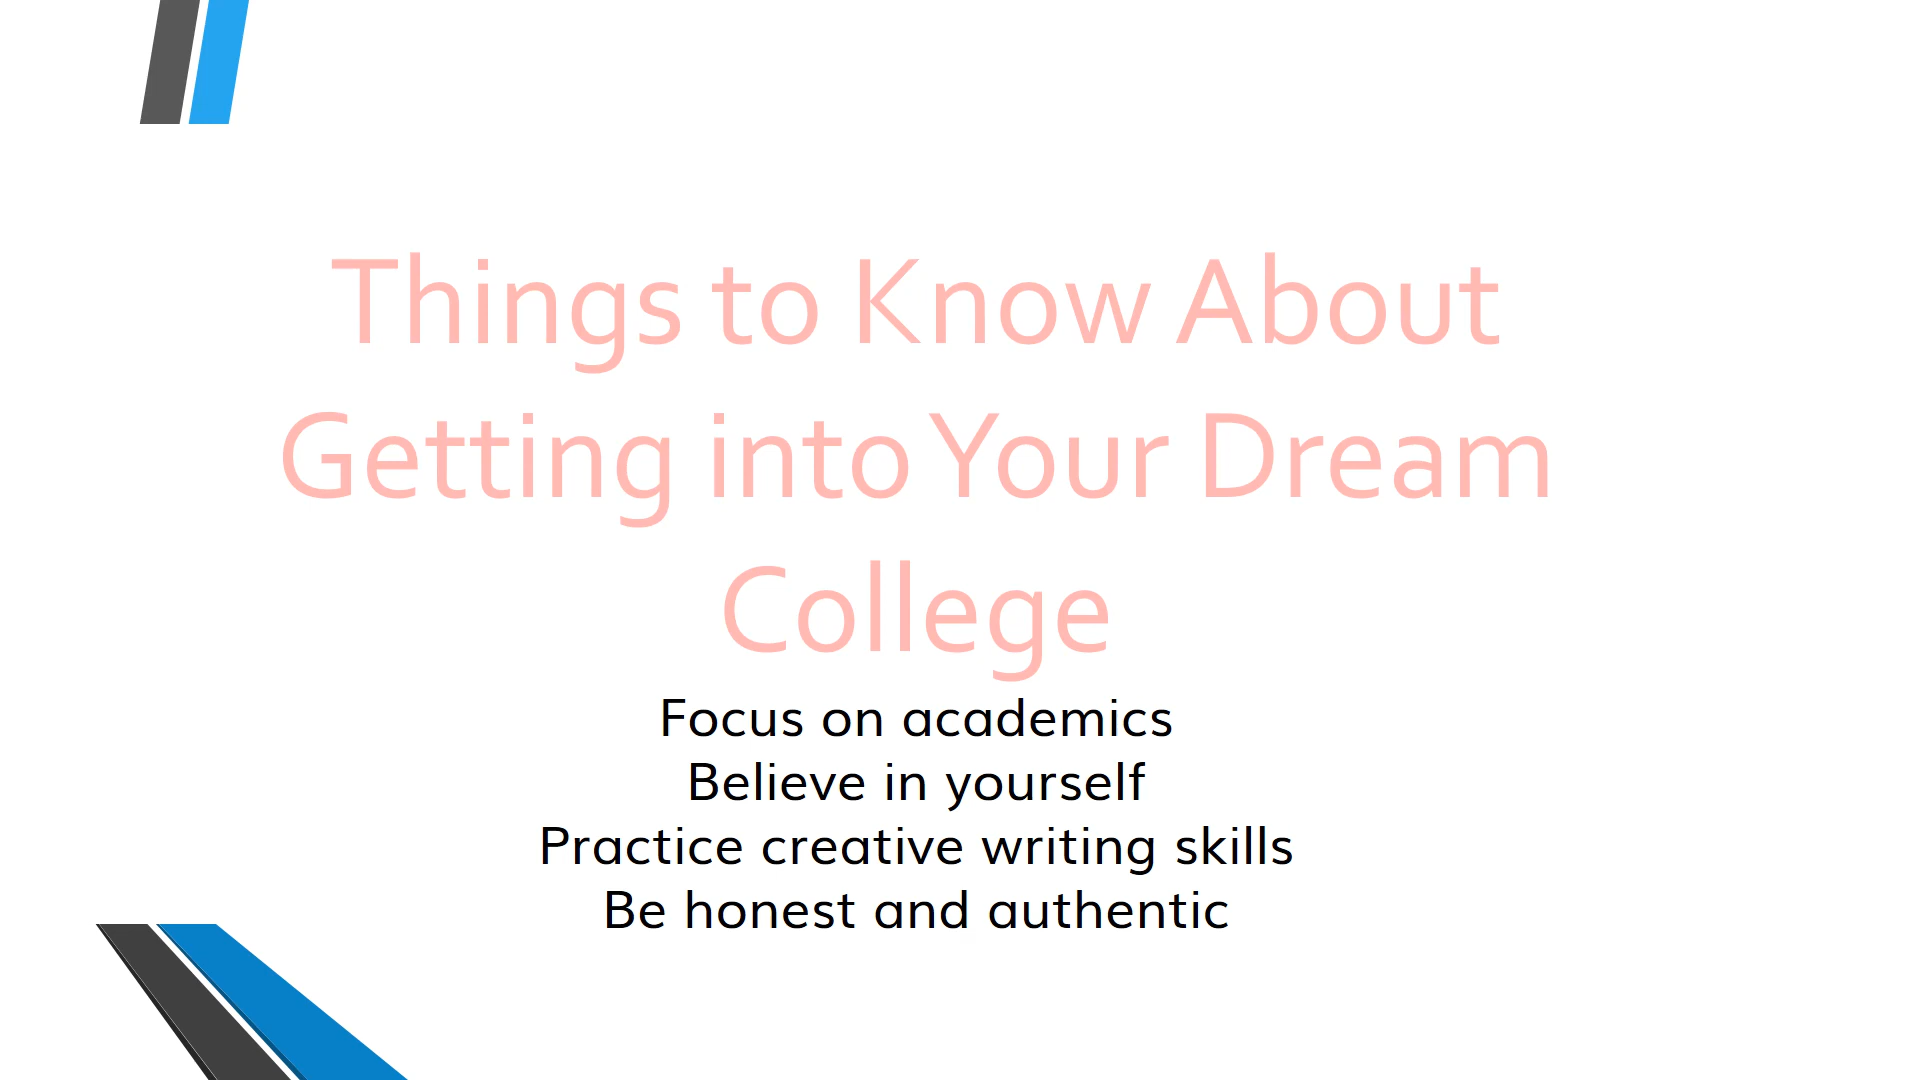 Things to Know About
Getting into Your Dream
College
Focus on academics
Believe in yourself
Practice creative writing skills
Be honest and authentic